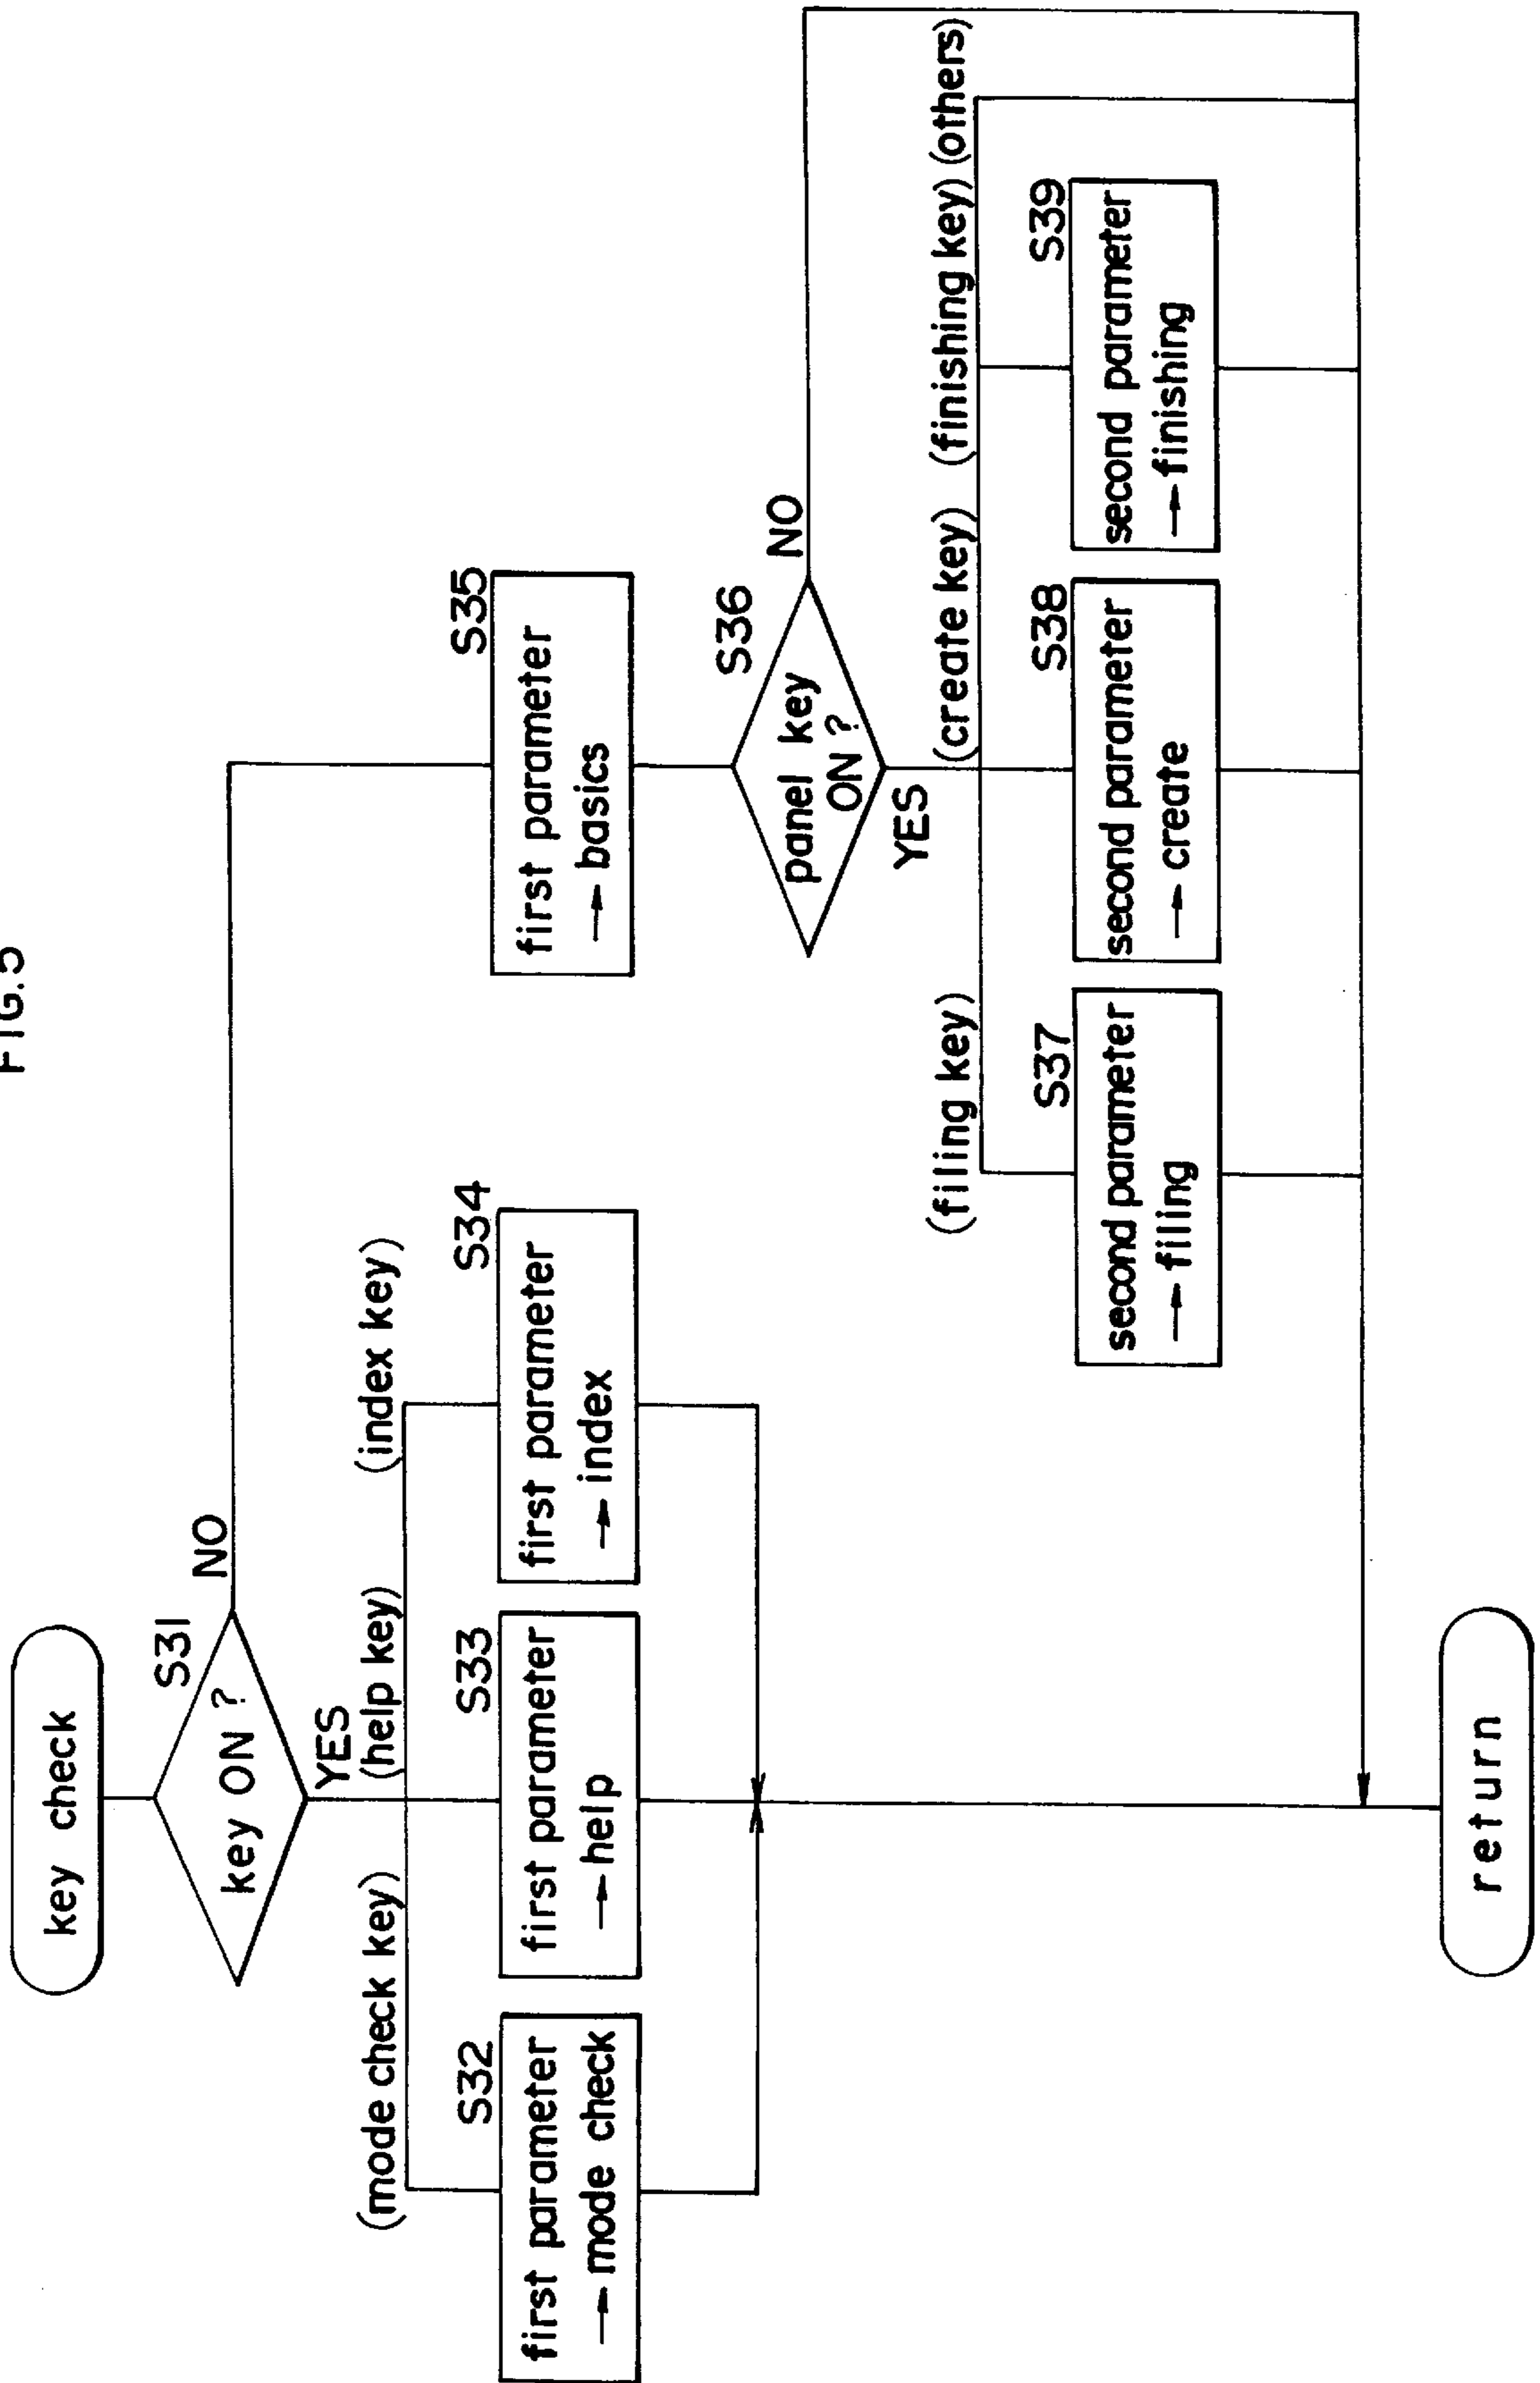 FIG.5
key check
S31
key ON ?
NO
YES
(mode check key)
(help key)
(index key)
S32
first parameter
→ mode check
S33
first parameter
→ help
S34
first parameter
→ index
S35
first parameter
→ basics
S36
panel key
ON ?
NO
YES
(filling key)
(create key)
(finishing key)
(others)
S37
second parameter
→ filling
S38
second parameter
→ create
S39
second parameter
→ finishing
return